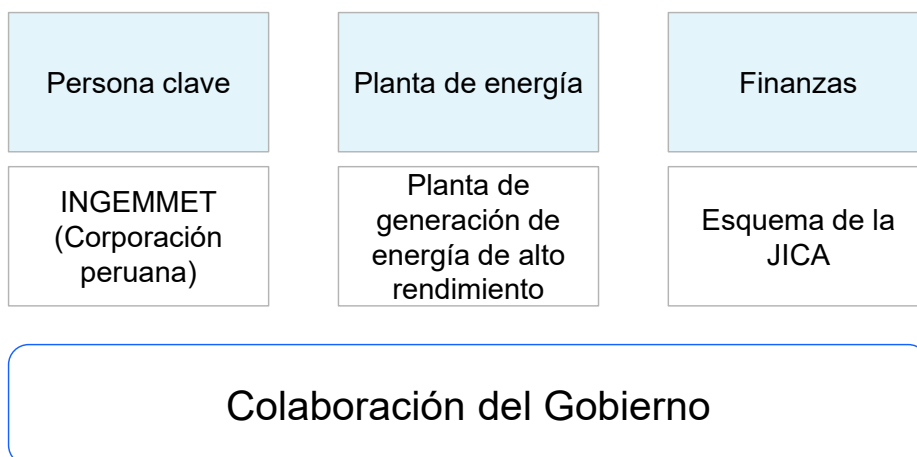 Persona clave
Planta de energía
Finanzas
INGEMMET
(Corporación
peruana)
Planta de
generación de
energía de alto
rendimiento
Esquema de la
JICA
Colaboración del Gobierno